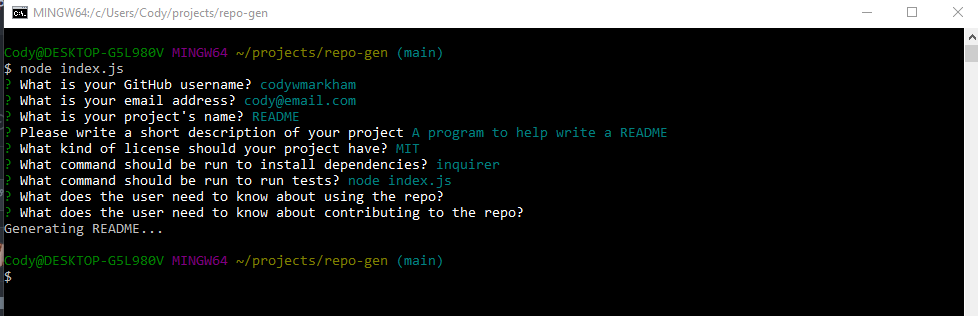 MINGW64:/c/Users/Cody/projects/repo-gen
Cody@DESKTOP-G5L980V MINGW64 ~/projects/repo-gen (main)
$ node index.js
? What is your GitHub username? codywmarkham
? What is your email address? cody@email.com
? What is your project's name? README
? Please write a short description of your project A program to help write a README
? What kind of license should your project have? MIT
? What command should be run to install dependencies? inquirer
? What command should be run to run tests? node index.js
? What does the user need to know about using the repo?
? What does the user need to know about contributing to the repo?
Generating README...
Cody@DESKTOP-G5L980V MINGW64 ~/projects/repo-gen (main)
$